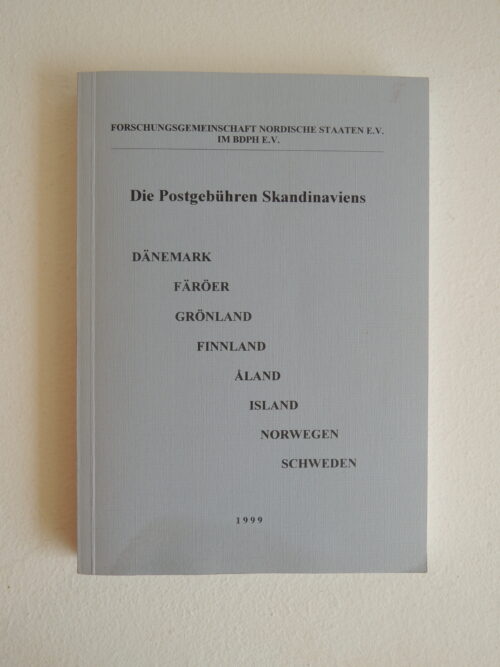 FORSCHUNGSGEMEINSCHAFT NORDISCHE STAATEN E.V.
IM BDPH E.V.
Die Postgebühren Skandinaviens
DÄNEMARK
FÄRÖER
GRÖNLAND
FINNLAND
ÅLAND
ISLAND
NORWEGEN
SCHWEDEN
1999